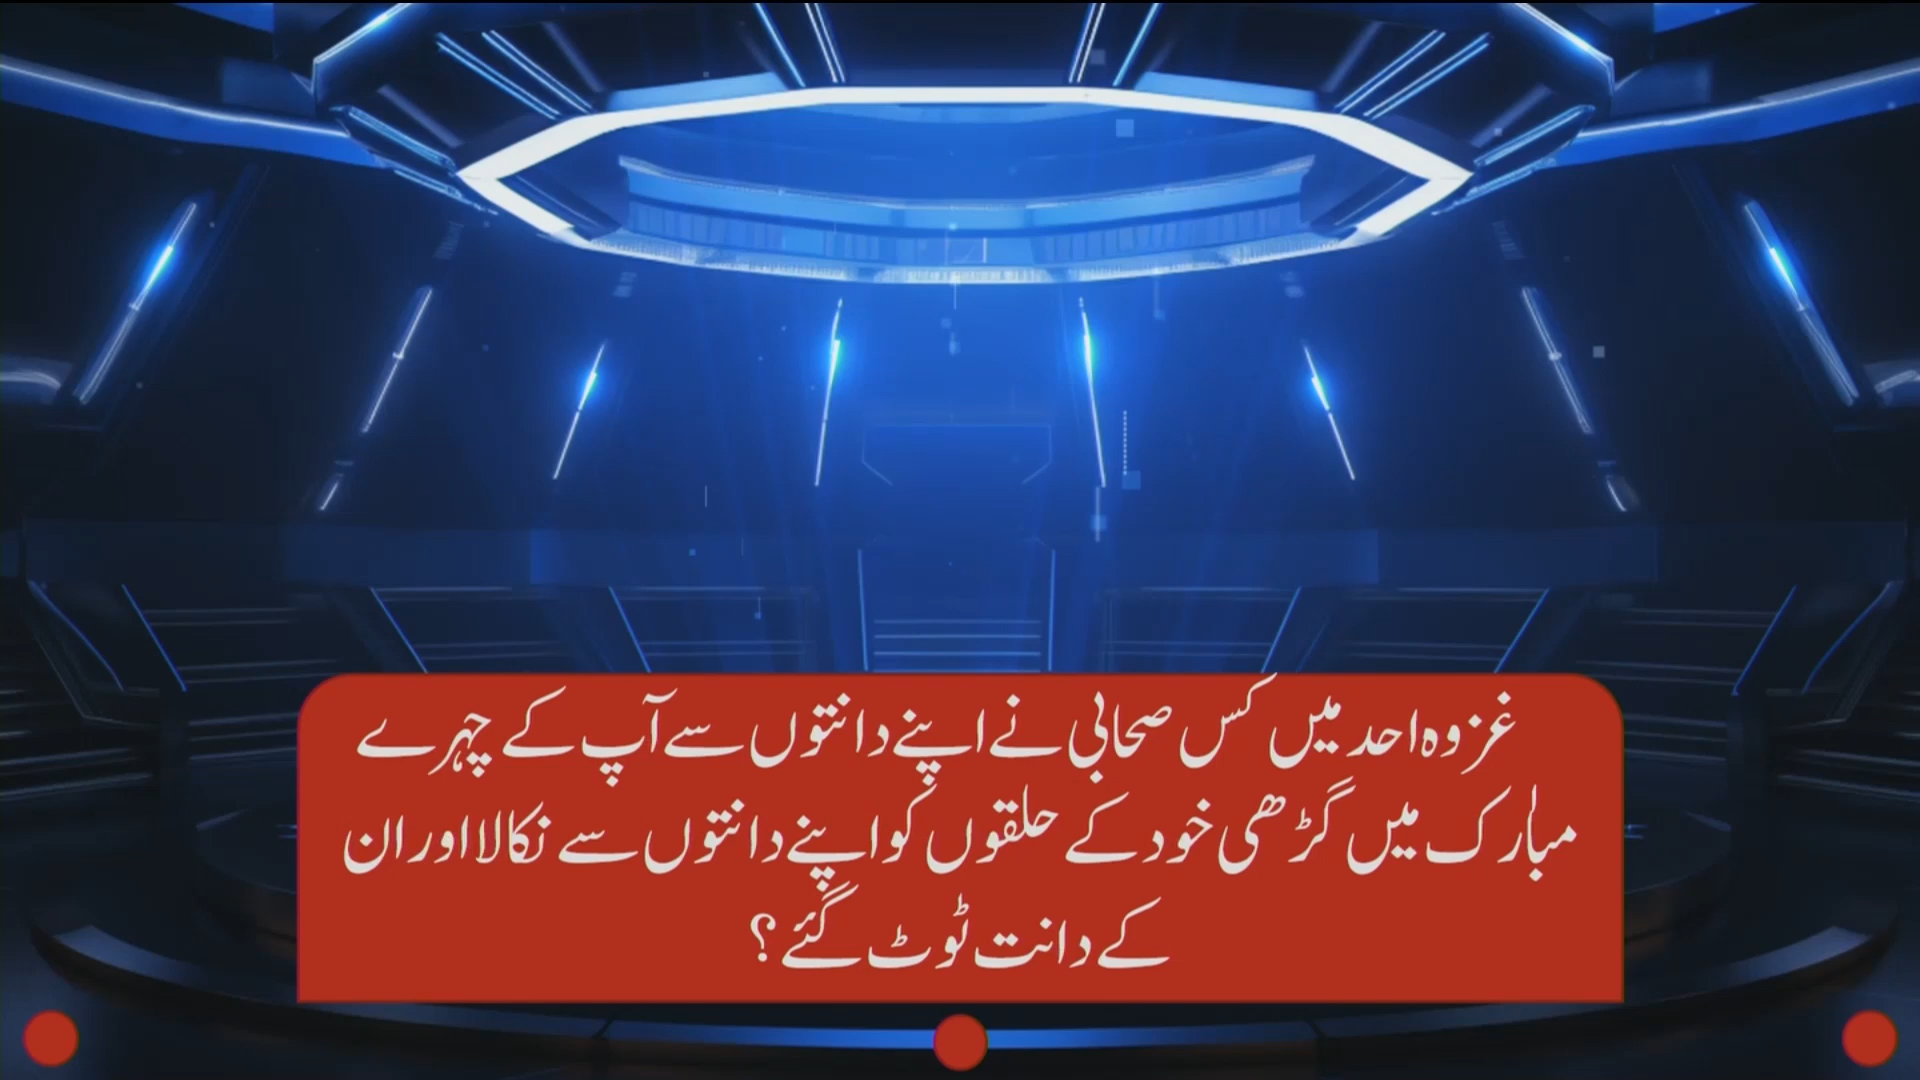 غزوہ احد میں کس صحابی نے اپنے دانتوں سے آپ کے چہرے
مبارک میں گڑھی خود کے حلقوں کو اپنے دانتوں سے نکالا اور ان
کے دانت ٹوٹ گئے ؟